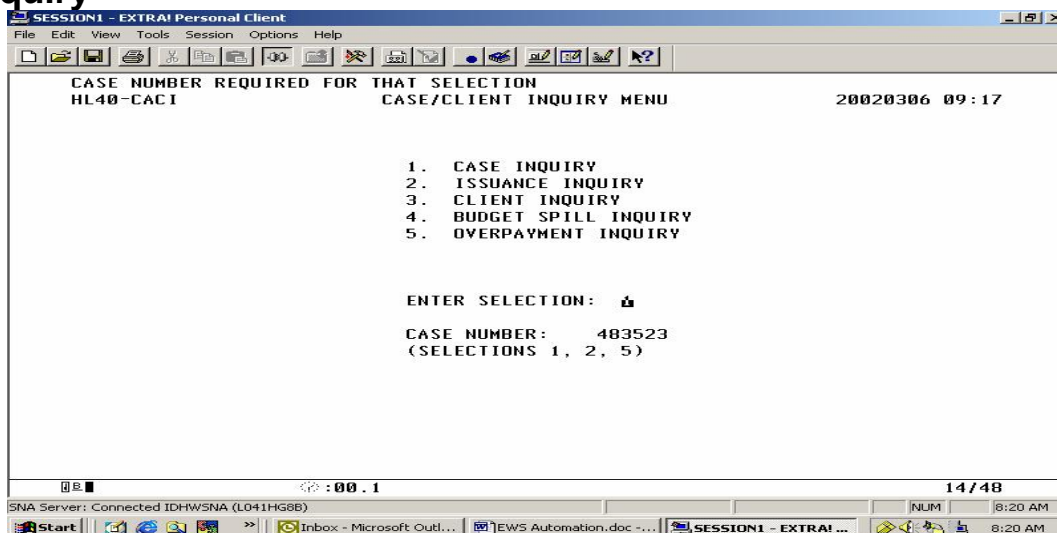 quiry
SESSION1 - EXTRA! Personal Client
File Edit View Tools Session Options Help
CASE NUMBER REQUIRED FOR THAT SELECTION
HL40-CACI CASE/CLIENT INQUIRY MENU 20020306 09:17
1. CASE INQUIRY
2. ISSUANCE INQUIRY
3. CLIENT INQUIRY
4. BUDGET SPILL INQUIRY
5. OVERPAYMENT INQUIRY
ENTER SELECTION:
CASE NUMBER: 483523
(SELECTIONS 1, 2, 5)
:00.1 14/48
SNA Server: Connected IDHWSNA (L041HG8B) NUM 8:20 AM
Start Inbox - Microsoft Outl... EWS Automation.doc -... SESSION1 - EXTRA! ... 8:20 AM